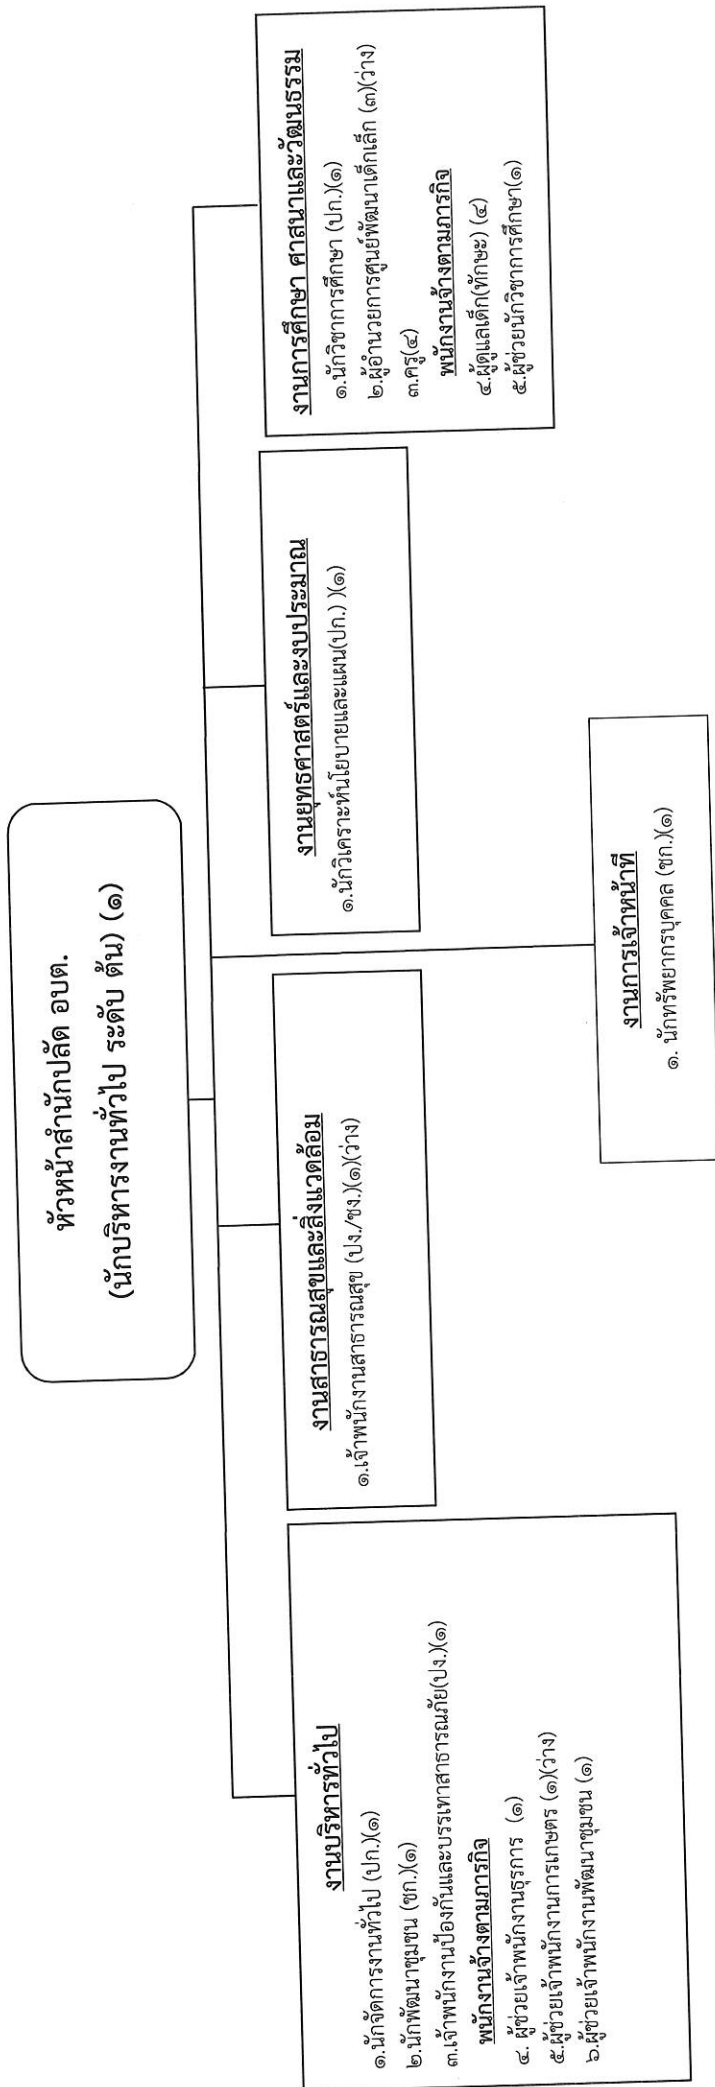 หัวหน้าสำนักปลัด อบต.
(นักบริหารงานทั่วไป ระดับ ต้น) (๑)
งานบริหารทั่วไป
๑.นักจัดการงานทั่วไป (ปก.)(๑)
๒.นักพัฒนาชุมชน (ชก.)(๑)
๓.เจ้าพนักงานป้องกันและบรรเทาสาธารณภัย(ปง.)(๑)
พนักงานจ้างตามภารกิจ
๔. ผู้ช่วยเจ้าพนักงานธุรการ (๑)
๕.ผู้ช่วยเจ้าพนักงานการเกษตร (๑)(ว่าง)
๖.ผู้ช่วยเจ้าพนักงานพัฒนาชุมชน (๑)
งานสาธารณสุขและสิ่งแวดล้อม
๑.เจ้าพนักงานสาธารณสุข (ปง./ชง.)(๑)(ว่าง)
งานยุทธศาสตร์และงบประมาณ
๑.นักวิเคราะห์นโยบายและแผน(ปก.) )(๑)
งานการศึกษา ศาสนาและวัฒนธรรม
๑.นักวิชาการศึกษา (ปก.)(๑)
๒.ผู้อำนวยการศูนย์พัฒนาเด็กเล็ก (๓)(ว่าง)
๓.ครู(๔)
พนักงานจ้างตามภารกิจ
๔.ผู้ดูแลเด็ก(ทักษะ) (๔)
๕.ผู้ช่วยนักวิชาการศึกษา(๑)
งานการเจ้าหน้าที่
๑. นักทรัพยากรบุคคล (ชก.)(๑)